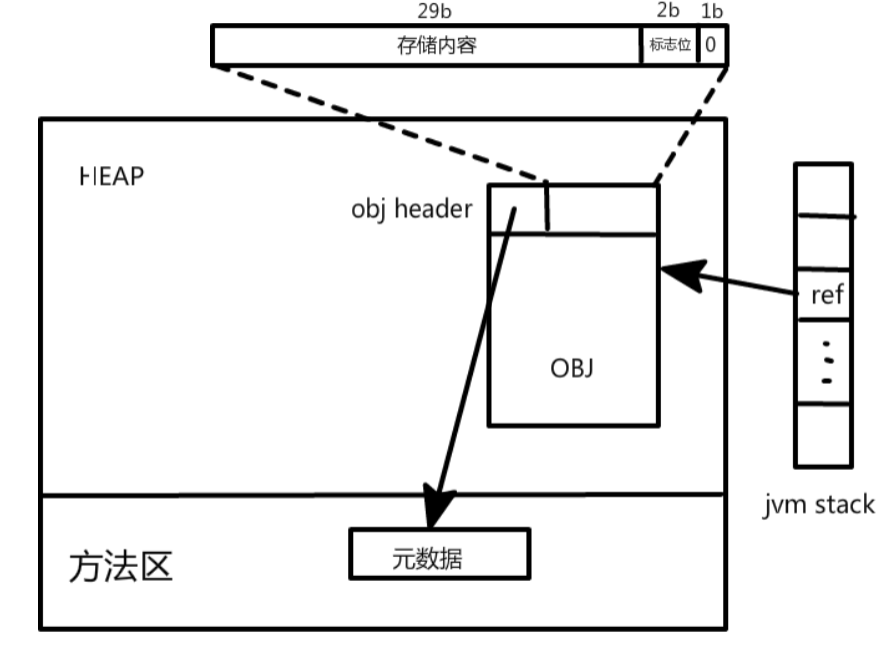 29b 2b 1b
存储内容 标志位 0
HEAP
obj header
ref
OBJ
jvm stack
方法区
元数据